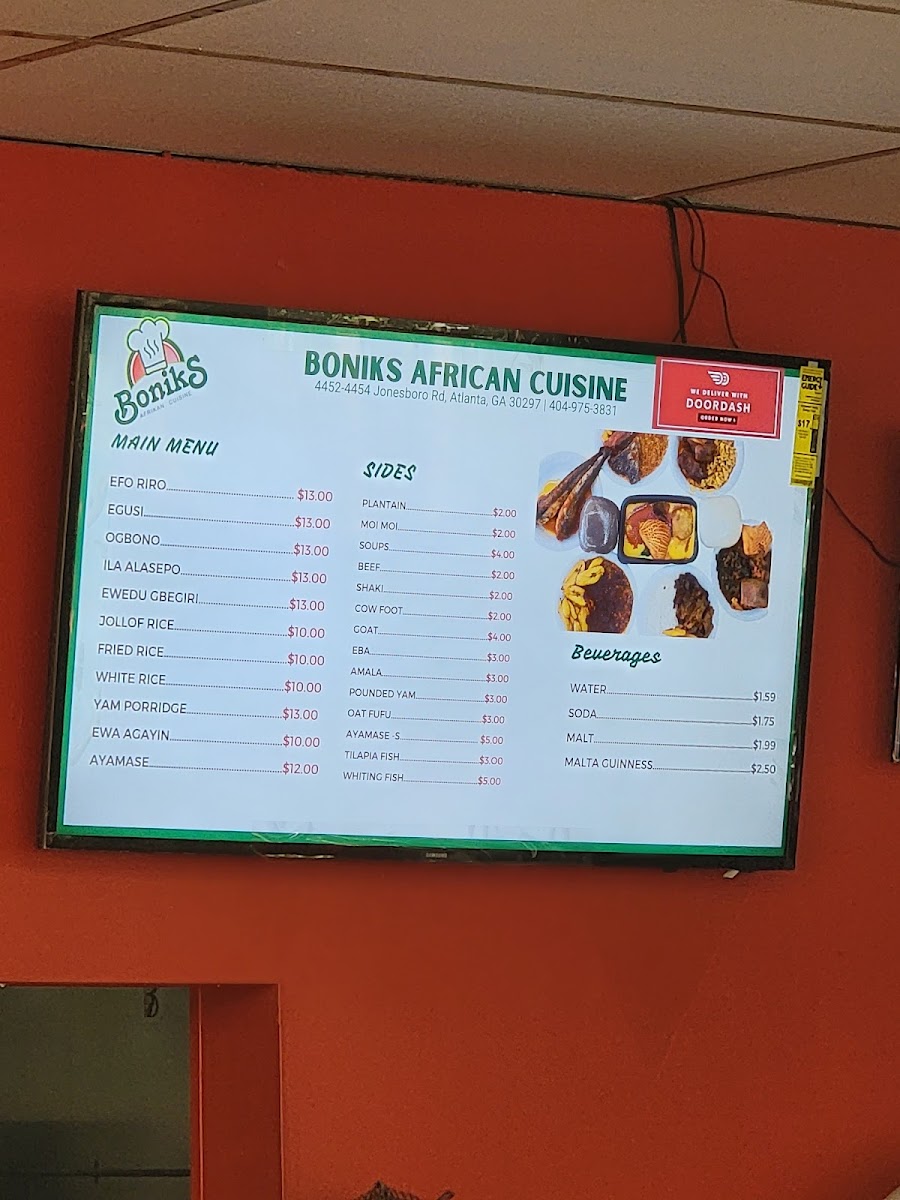 Boniks
AFRIKAN CUISINE
BONIKS AFRICAN CUISINE
4452-4454 Jonesboro Rd, Atlanta, GA 30297 | 404-975-3831
WE DELIVER WITH
DOORDASH
ORDER NOW
ENERGY
GUIDE
$17
MAIN MENU
EFO RIRO $13.00
EGUSI $13.00
OGBONO $13.00
ILA ALASEPO $13.00
EWEDU GBEGIRI $13.00
JOLLOF RICE $10.00
FRIED RICE $10.00
WHITE RICE $10.00
YAM PORRIDGE $13.00
EWA AGAYIN $10.00
AYAMASE $12.00
SIDES
PLANTAIN $2.00
MOI MOI $2.00
SOUPS $4.00
BEEF $2.00
SHAKI $2.00
COW FOOT $2.00
GOAT $4.00
EBA $3.00
AMALA $3.00
POUNDED YAM $3.00
OAT FUFU $3.00
AYAMASE -S $5.00
TILAPIA FISH $3.00
WHITING FISH $5.00
Beverages
WATER $1.59
SODA $1.75
MALT $1.99
MALTA GUINNESS $2.50
SAMSUNG